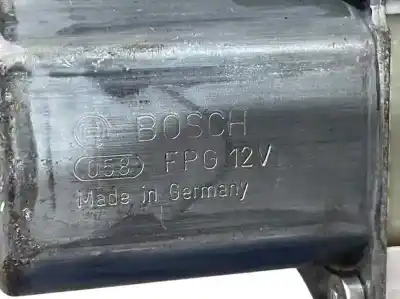 BOSCH
058 FPG 12V
Made in Germany